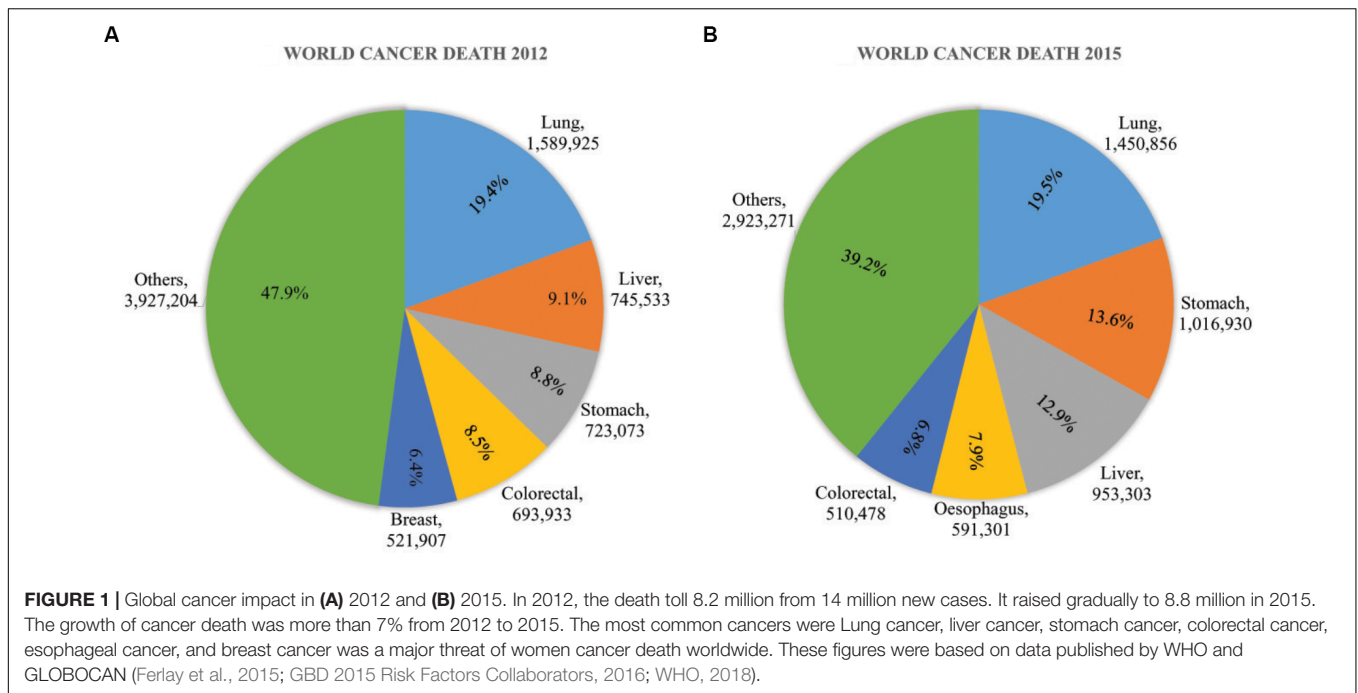 A
WORLD CANCER DEATH 2012
Lung,
1,589,925
19.4%
Liver,
745,533
9.1%
Stomach,
723,073
8.8%
Colorectal,
693,933
8.5%
Breast,
521,907
6.4%
Others,
3,927,204
47.9%
B
WORLD CANCER DEATH 2015
Lung,
1,450,856
19.5%
Stomach,
1,016,930
13.6%
Liver,
953,303
12.9%
Oesophagus,
591,301
7.9%
Colorectal,
510,478
6.8%
Others,
2,923,271
39.2%
FIGURE 1 | Global cancer impact in (A) 2012 and (B) 2015. In 2012, the death toll 8.2 million from 14 million new cases. It raised gradually to 8.8 million in 2015.
The growth of cancer death was more than 7% from 2012 to 2015. The most common cancers were Lung cancer, liver cancer, stomach cancer, colorectal cancer,
esophageal cancer, and breast cancer was a major threat of women cancer death worldwide. These figures were based on data published by WHO and
GLOBOCAN (Ferlay et al., 2015; GBD 2015 Risk Factors Collaborators, 2016; WHO, 2018).